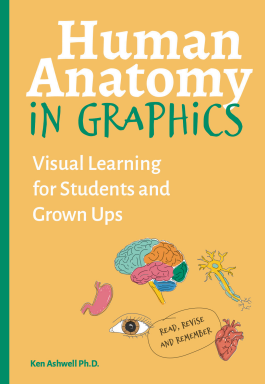 Human
Anatomy
iN GRAPHiCS
Visual Learning
for Students and
Grown Ups
READ, REVISE
AND REMEMBER
Ken Ashwell Ph.D.